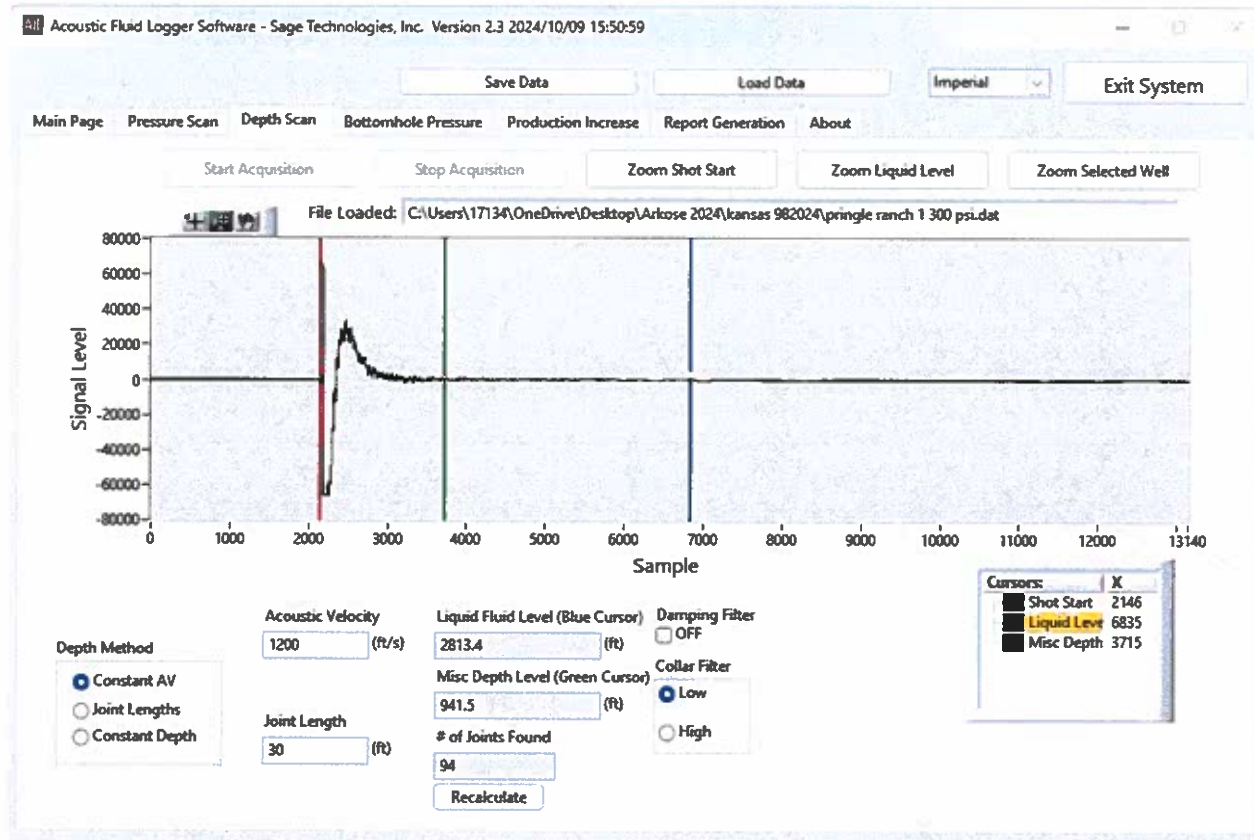 Acoustic Fluid Logger Software - Sage Technologies, Inc. Version 2.3 2024/10/09 15:50:59
Save Data Load Data Imperial Exit System
Main Page Pressure Scan Depth Scan Bottomhole Pressure Production Increase Report Generation About
Start Acquisition Stop Acquisition Zoom Shot Start Zoom Liquid Level Zoom Selected Well
File Loaded: C:\Users\17134\OneDrive\Desktop\Arkose 2024\kansas 982024\pringle ranch 1 300 psi.dat
80000
60000
40000
20000
0
-20000
-40000
-60000
-80000
Signal Level
0 1000 2000 3000 4000 5000 6000 7000 8000 9000 10000 11000 12000 13140
Sample
Cursors: X
Shot Start 2146
Liquid Leve 6835
Misc Depth 3715
Depth Method
Constant AV
Joint Lengths
Constant Depth
Acoustic Velocity
1200 (ft/s)
Joint Length
30 (ft)
Liquid Fluid Level (Blue Cursor)
2813.4 (ft)
Misc Depth Level (Green Cursor)
941.5 (ft)
# of Joints Found
94
Recalculate
Damping Filter
OFF
Collar Filter
Low
High